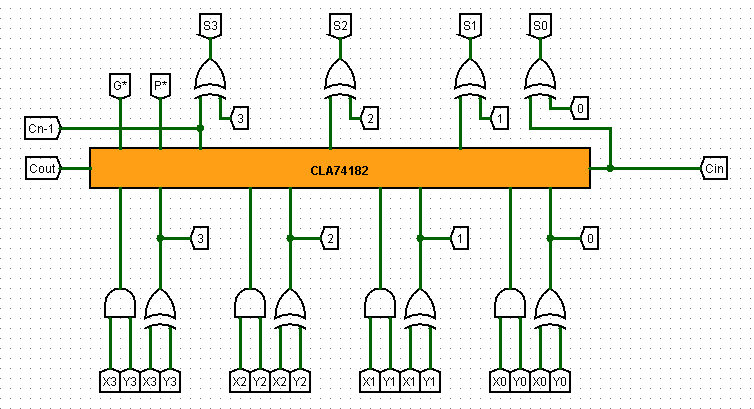 S3 S2 S1 S0
G* P*
3 2 1 0
Cn-1
Cout CLA74182 Cin
3 2 1 0
X3 Y3 X3 Y3 X2 Y2 X2 Y2 X1 Y1 X1 Y1 X0 Y0 X0 Y0